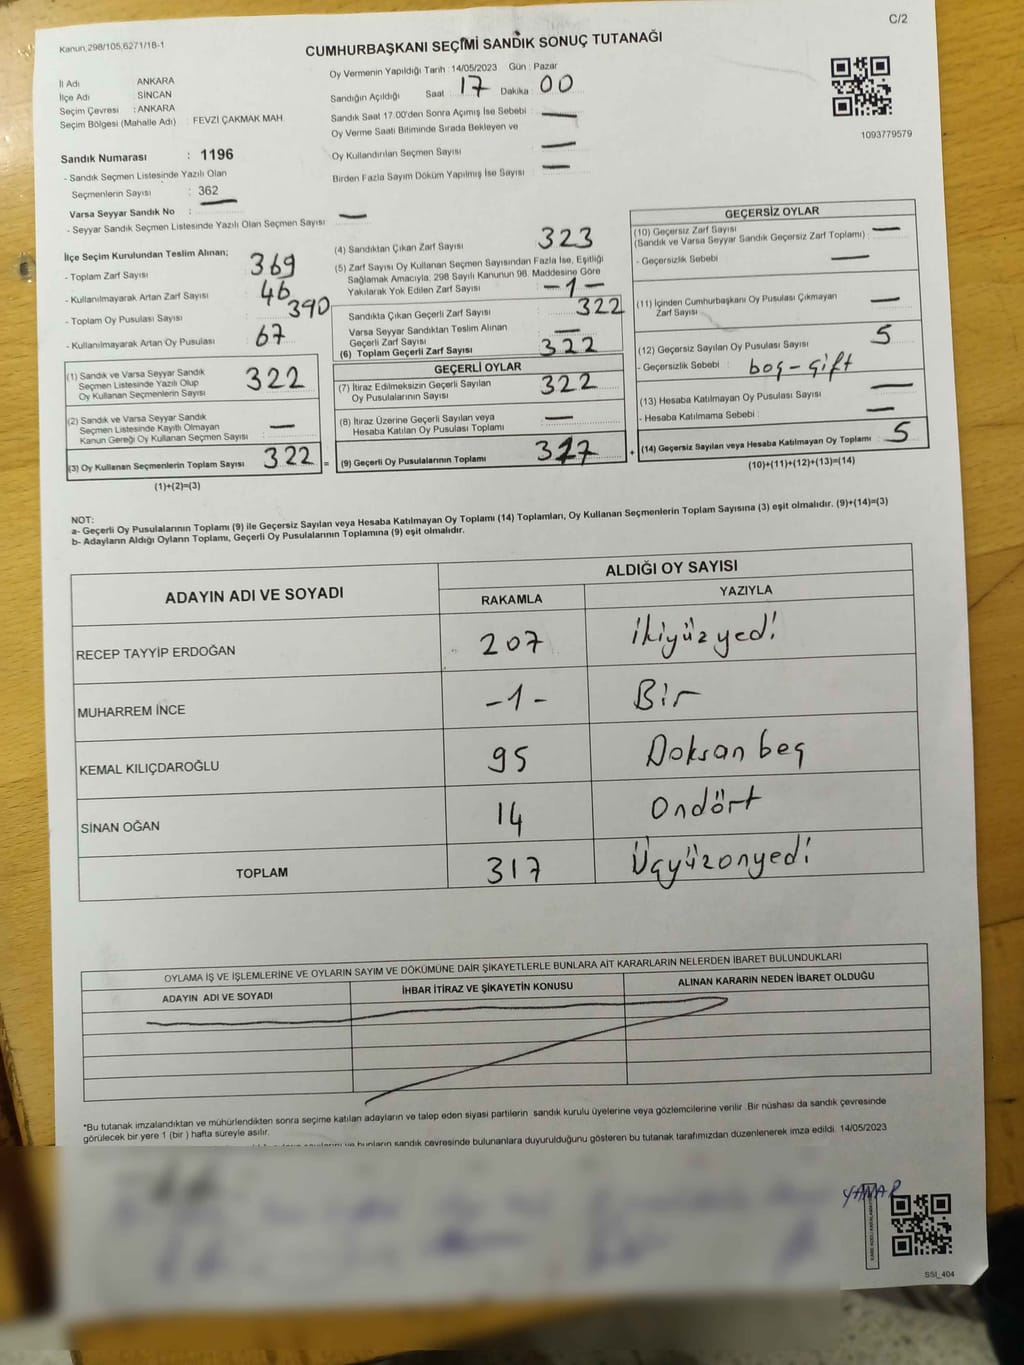 C/2
Kanun,298/105,6271/18-1
CUMHURBAŞKANI SEÇİMİ SANDIK SONUÇ TUTANAĞI
İl Adı : ANKARA
İlçe Adı : SİNCAN
Seçim Çevresi : ANKARA
Seçim Bölgesi (Mahalle Adı) : FEVZİ ÇAKMAK MAH
Sandık Numarası : 1196
- Sandık Seçmen Listesinde Yazılı Olan
Seçmenlerin Sayısı : 362
Varsa Seyyar Sandık No :
- Seyyar Sandık Seçmen Listesinde Yazılı Olan Seçmen Sayısı : —
Oy Vermenin Yapıldığı Tarih : 14/05/2023 Gün : Pazar
Sandığın Açıldığı Saat : 17 Dakika : 00
Sandık Saat 17.00'den Sonra Açımış İse Sebebi : —
Oy Verme Saati Bitiminde Sırada Bekleyen ve
Oy Kullandırılan Seçmen Sayısı : —
Birden Fazla Sayım Döküm Yapılmış İse Sayısı : —
1093779579
İlçe Seçim Kurulundan Teslim Alınan;
- Toplam Zarf Sayısı : 369
- Kullanılmayarak Artan Zarf Sayısı : 46
- Toplam Oy Pusulası Sayısı : 390
- Kullanılmayarak Artan Oy Pusulası : 67
(1) Sandık ve Varsa Seyyar Sandık
Seçmen Listesinde Yazılı Olup
Oy Kullanan Seçmenlerin Sayısı : 322
(2) Sandık ve Varsa Seyyar Sandık
Seçmen Listesinde Kayıtlı Olmayan
Kanun Gereği Oy Kullanan Seçmen Sayısı : —
(3) Oy Kullanan Seçmenlerin Toplam Sayısı : 322 =
(1)+(2)=(3)
(4) Sandıktan Çıkan Zarf Sayısı : 323
(5) Zarf Sayısı Oy Kullanan Seçmen Sayısından Fazla İse, Eşitliği
Sağlamak Amacıyla, 298 Sayılı Kanunun 98. Maddesine Göre
Yakılarak Yok Edilen Zarf Sayısı : -1-
Sandıkta Çıkan Geçerli Zarf Sayısı : 322
Varsa Seyyar Sandıktan Teslim Alınan
Geçerli Zarf Sayısı : —
(6) Toplam Geçerli Zarf Sayısı : 322
GEÇERLİ OYLAR
(7) İtiraz Edilmeksizin Geçerli Sayılan
Oy Pusulalarının Sayısı : 322
(8) İtiraz Üzerine Geçerli Sayılan veya
Hesaba Katılan Oy Pusulası Toplamı : —
(9) Geçerli Oy Pusulalarının Toplamı : 317 +
GEÇERSİZ OYLAR
(10) Geçersiz Zarf Sayısı
(Sandık ve Varsa Seyyar Sandık Geçersiz Zarf Toplamı) : —
- Geçersizlik Sebebi : —
(11) İçinden Cumhurbaşkanı Oy Pusulası Çıkmayan
Zarf Sayısı : —
(12) Geçersiz Sayılan Oy Pusulası Sayısı : 5
- Geçersizlik Sebebi : boş-çift
(13) Hesaba Katılmayan Oy Pusulası Sayısı : —
- Hesaba Katılmama Sebebi : —
(14) Geçersiz Sayılan veya Hesaba Katılmayan Oy Toplamı : 5
(10)+(11)+(12)+(13)=(14)
NOT:
a- Geçerli Oy Pusulalarının Toplamı (9) ile Geçersiz Sayılan veya Hesaba Katılmayan Oy Toplamı (14) Toplamları, Oy Kullanan Seçmenlerin Toplam Sayısına (3) eşit olmalıdır. (9)+(14)=(3)
b- Adayların Aldığı Oyların Toplamı, Geçerli Oy Pusulalarının Toplamına (9) eşit olmalıdır.
ADAYIN ADI VE SOYADI ALDIĞI OY SAYISI
RAKAMLA YAZIYLA
RECEP TAYYİP ERDOĞAN 207 İkiyüzyedi
MUHARREM İNCE -1- Bir
KEMAL KILIÇDAROĞLU 95 Doksan beş
SİNAN OĞAN 14 Ondört
TOPLAM 317 Üçyüzonyedi
OYLAMA İŞ VE İŞLEMLERİNE VE OYLARIN SAYIM VE DÖKÜMÜNE DAİR ŞİKAYETLERLE BUNLARA AİT KARARLARIN NELERDEN İBARET BULUNDUKLARI
ADAYIN ADI VE SOYADI İHBAR İTİRAZ VE ŞİKAYETİN KONUSU ALINAN KARARIN NEDEN İBARET OLDUĞU
*Bu tutanak imzalandıktan ve mühürlendikten sonra seçime katılan adayların ve talep eden siyasi partilerin sandık kurulu üyelerine veya gözlemcilerine verilir. Bir nüshası da sandık çevresinde
görülecek bir yere 1 (bir) hafta süreyle asılır.
bunların sandık çevresinde bulunanlara duyurulduğunu gösteren bu tutanak tarafımızdan düzenlenerek imza edildi. 14/05/2023
YANAR
SSI_404